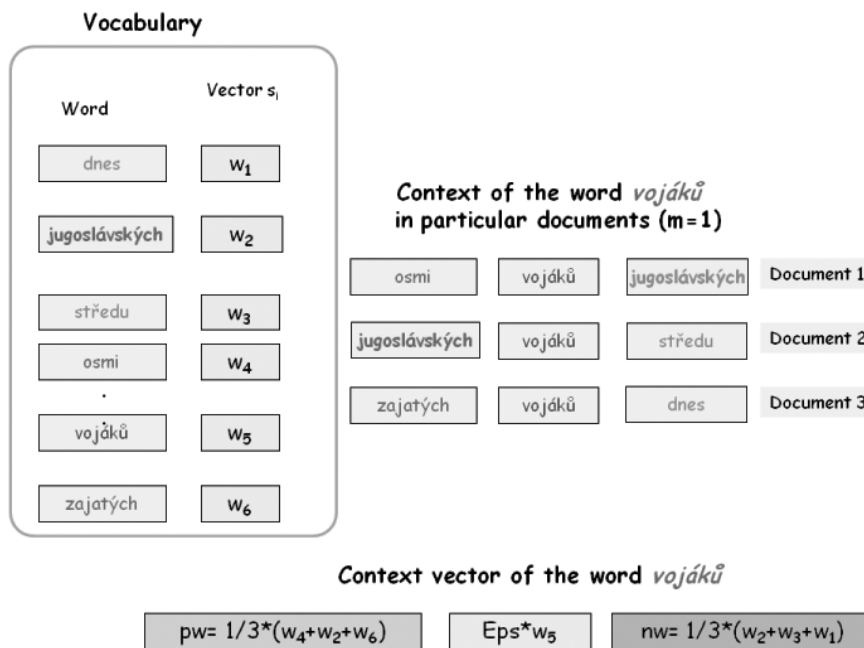 Vocabulary
Word Vector sᵢ
dnes w₁
jugoslávských w₂
středu w₃
osmi w₄
.
.
vojáků w₅
zajatých w₆
Context of the word vojáků
in particular documents (m=1)
osmi vojáků jugoslávských Document 1
jugoslávských vojáků středu Document 2
zajatých vojáků dnes Document 3
Context vector of the word vojáků
pw= 1/3*(w₄+w₂+w₆) Eps*w₅ nw= 1/3*(w₂+w₃+w₁)